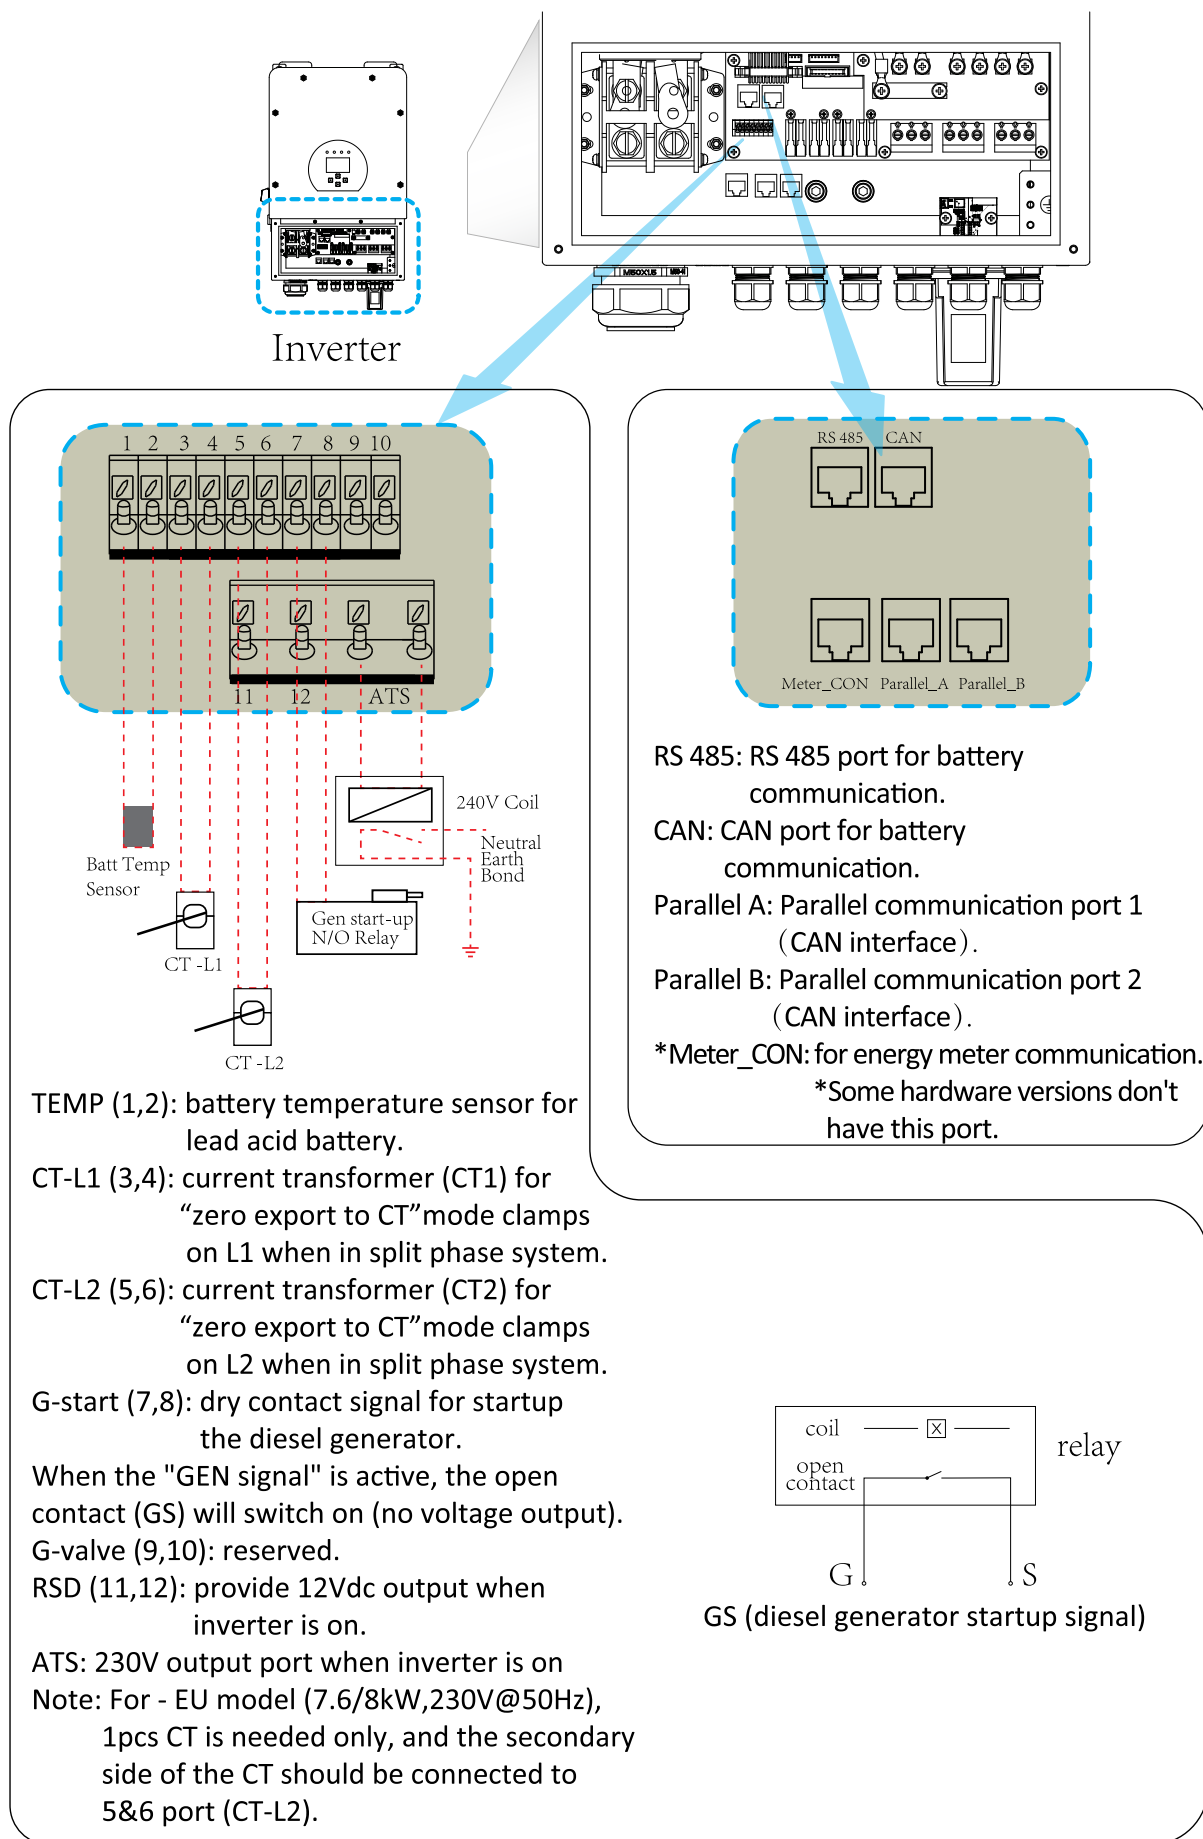 M50X1.5
Inverter
1 2 3 4 5 6 7 8 9 10
11 12 ATS
240V Coil
Neutral
Earth
Bond
Batt Temp
Sensor
Gen start-up
N/O Relay
CT -L1
CT -L2
RS 485 CAN
Meter_CON Parallel_A Parallel_B
RS 485: RS 485 port for battery
communication.
CAN: CAN port for battery
communication.
Parallel A: Parallel communication port 1
（CAN interface）.
Parallel B: Parallel communication port 2
（CAN interface）.
*Meter_CON: for energy meter communication.
*Some hardware versions don't
have this port.
TEMP (1,2): battery temperature sensor for
lead acid battery.
CT-L1 (3,4): current transformer (CT1) for
“zero export to CT”mode clamps
on L1 when in split phase system.
CT-L2 (5,6): current transformer (CT2) for
“zero export to CT”mode clamps
on L2 when in split phase system.
G-start (7,8): dry contact signal for startup
the diesel generator.
When the "GEN signal" is active, the open
contact (GS) will switch on (no voltage output).
G-valve (9,10): reserved.
RSD (11,12): provide 12Vdc output when
inverter is on.
ATS: 230V output port when inverter is on
Note: For - EU model (7.6/8kW,230V@50Hz),
1pcs CT is needed only, and the secondary
side of the CT should be connected to
5&6 port (CT-L2).
coil
open
contact
relay
G S
GS (diesel generator startup signal)